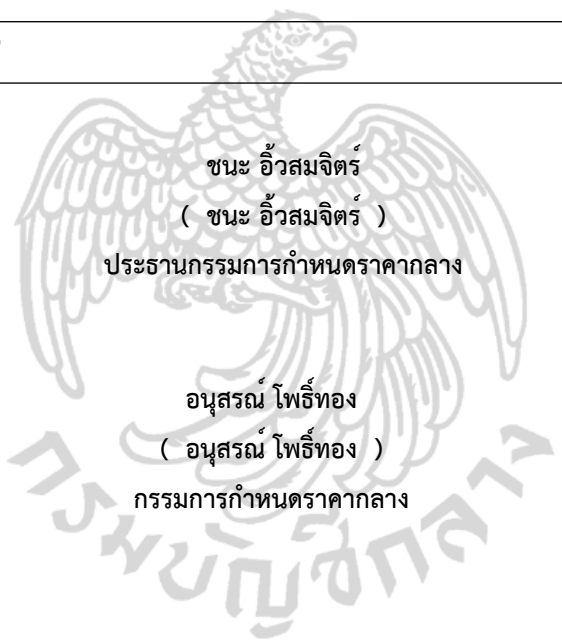 ชนะ อิ้วสมจิตร์
( ชนะ อิ้วสมจิตร์ )
ประธานกรรมการกำหนดราคากลาง
อนุสรณ์ โพธิ์ทอง
( อนุสรณ์ โพธิ์ทอง )
กรรมการกำหนดราคากลาง
กรมบัญชีกลาง